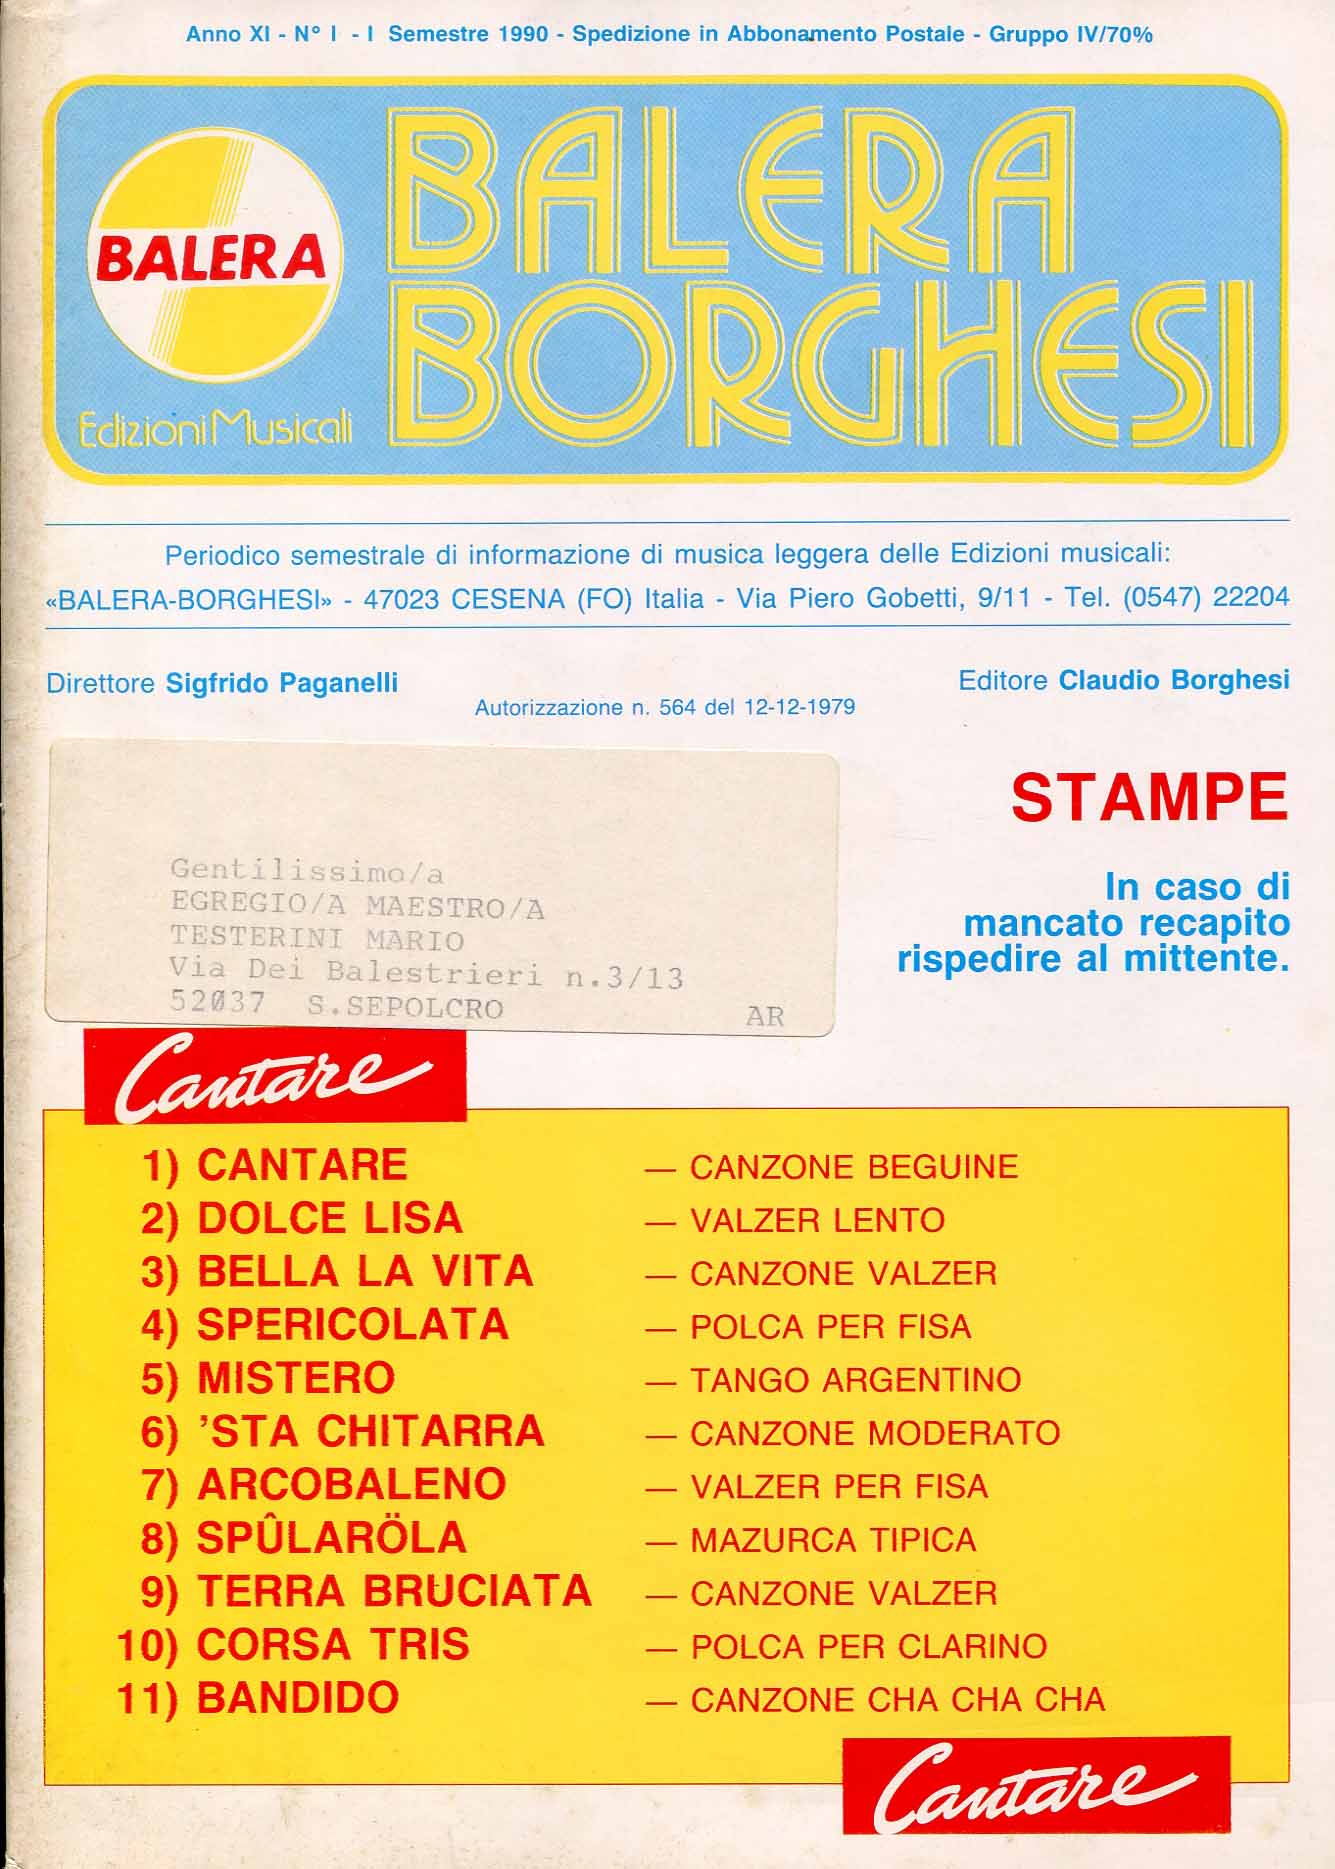 Anno XI - N° I - I Semestre 1990 - Spedizione in Abbonamento Postale - Gruppo IV/70%
BALERA
Edizioni Musicali
BALERA
BORGHESI
Periodico semestrale di informazione di musica leggera delle Edizioni musicali:
«BALERA-BORGHESI» - 47023 CESENA (FO) Italia - Via Piero Gobetti, 9/11 - Tel. (0547) 22204
Direttore Sigfrido Paganelli
Autorizzazione n. 564 del 12-12-1979
Editore Claudio Borghesi
Gentilissimo/a
EGREGIO/A MAESTRO/A
TESTERINI MARIO
Via Dei Balestrieri n.3/13
52037 S.SEPOLCRO AR
STAMPE
In caso di
mancato recapito
rispedire al mittente.
Cantare
1) CANTARE — CANZONE BEGUINE
2) DOLCE LISA — VALZER LENTO
3) BELLA LA VITA — CANZONE VALZER
4) SPERICOLATA — POLCA PER FISA
5) MISTERO — TANGO ARGENTINO
6) 'STA CHITARRA — CANZONE MODERATO
7) ARCOBALENO — VALZER PER FISA
8) SPÛLARÖLA — MAZURCA TIPICA
9) TERRA BRUCIATA — CANZONE VALZER
10) CORSA TRIS — POLCA PER CLARINO
11) BANDIDO — CANZONE CHA CHA CHA
Cantare